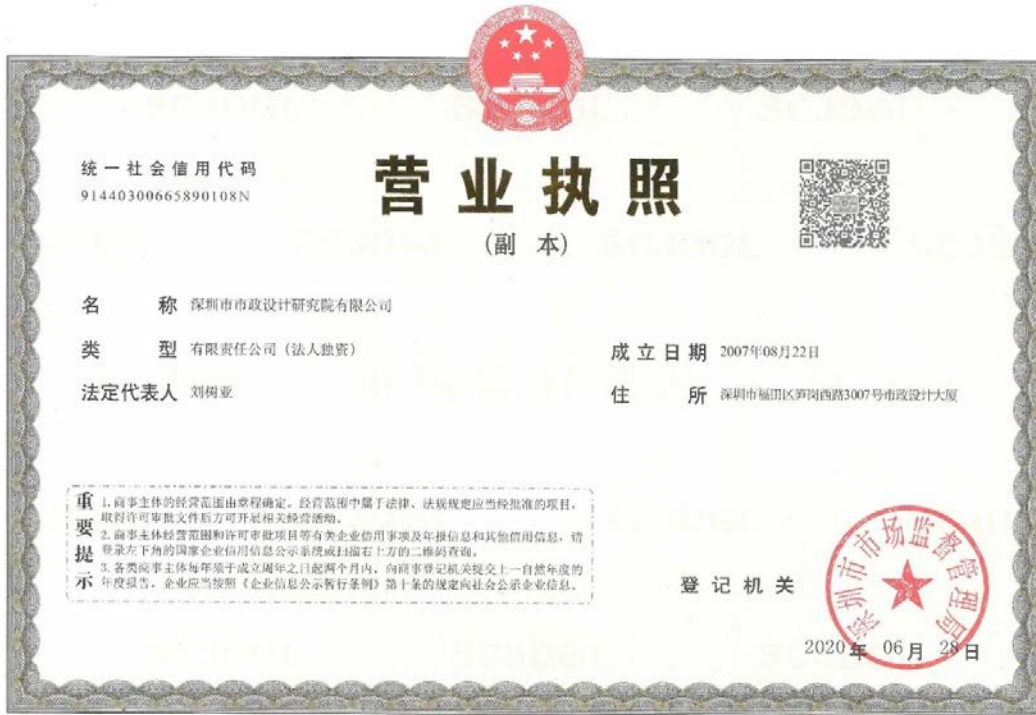 统一社会信用代码
91440300665890108N
营业执照
(副 本)
名 称 深圳市市政设计研究院有限公司
类 型 有限责任公司（法人独资）
法定代表人 刘树亚
成立日期 2007年08月22日
住 所 深圳市福田区笋岗西路3007号市政设计大厦
重要提示
1. 商事主体的经营范围由章程确定。经营范围中属于法律、法规规定应当经批准的项目，
取得许可审批文件后方可开展相关经营活动。
2. 商事主体经营范围和许可审批项目等有关企业信用事项及年报信息和其他信用信息，请
登录左下角的国家企业信用信息公示系统或扫描右上方的二维码查询。
3. 各类商事主体每年须于成立周年之日起两个月内，向商事登记机关提交上一自然年度的
年度报告。企业应当按照《企业信息公示暂行条例》第十条的规定向社会公示企业信息。
登记机关
深圳市市场监督管理局
2020年 06月 28日